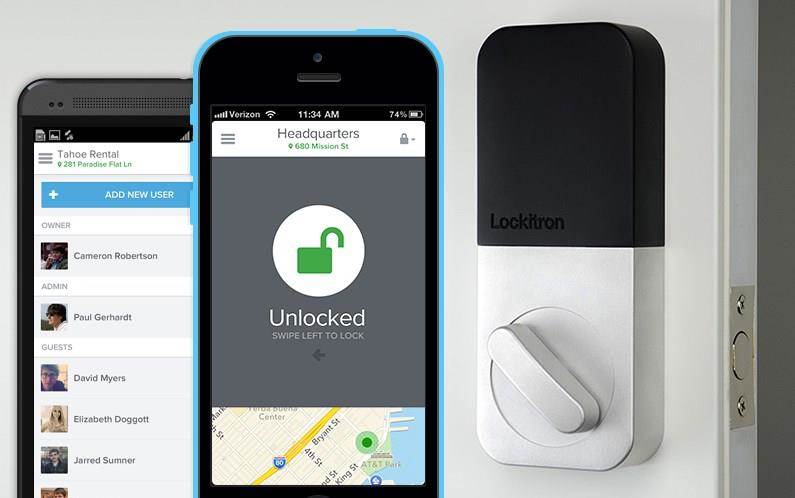 Tahoe Rental
281 Paradise Flat Ln
ADD NEW USER
OWNER
Cameron Robertson
ADMIN
Paul Gerhardt
GUESTS
David Myers
Elizabeth Doggott
Jarred Sumner
Verizon 11:34 AM 74%
Headquarters
680 Mission St
Unlocked
SWIPE LEFT TO LOCK
Yerba Buena
Center
Bryant St
4th St
King St
AT&T Park
80
Lockitron